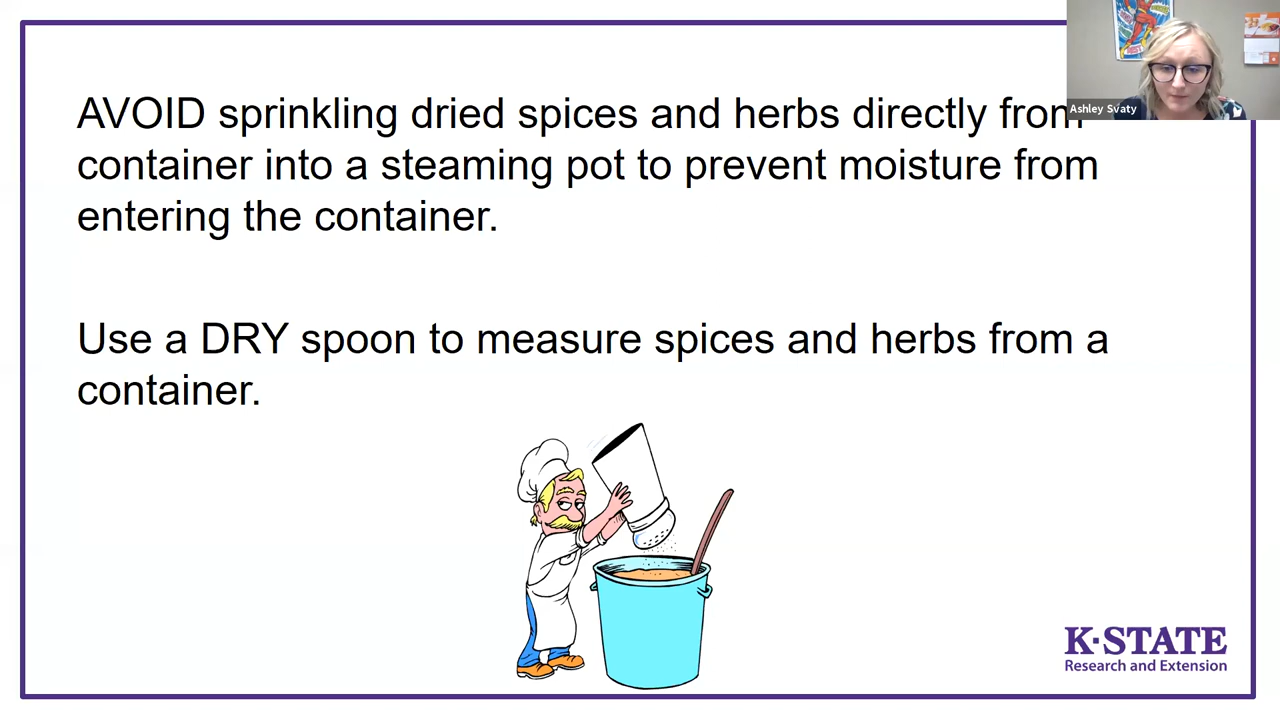 AVOID sprinkling dried spices and herbs directly from
container into a steaming pot to prevent moisture from
entering the container.
Use a DRY spoon to measure spices and herbs from a
container.
Ashley Svaty
K·STATE
Research and Extension